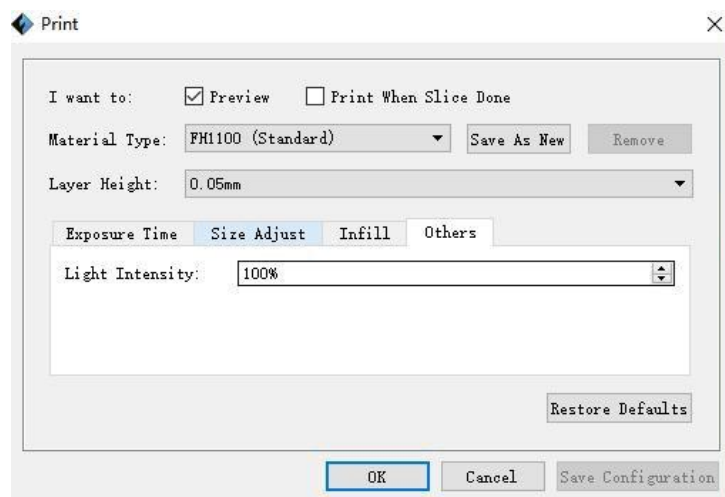 Print
I want to: Preview Print When Slice Done
Material Type: FH1100 (Standard) Save As New Remove
Layer Height: 0.05mm
Exposure Time Size Adjust Infill Others
Light Intensity: 100%
Restore Defaults
OK Cancel Save Configuration